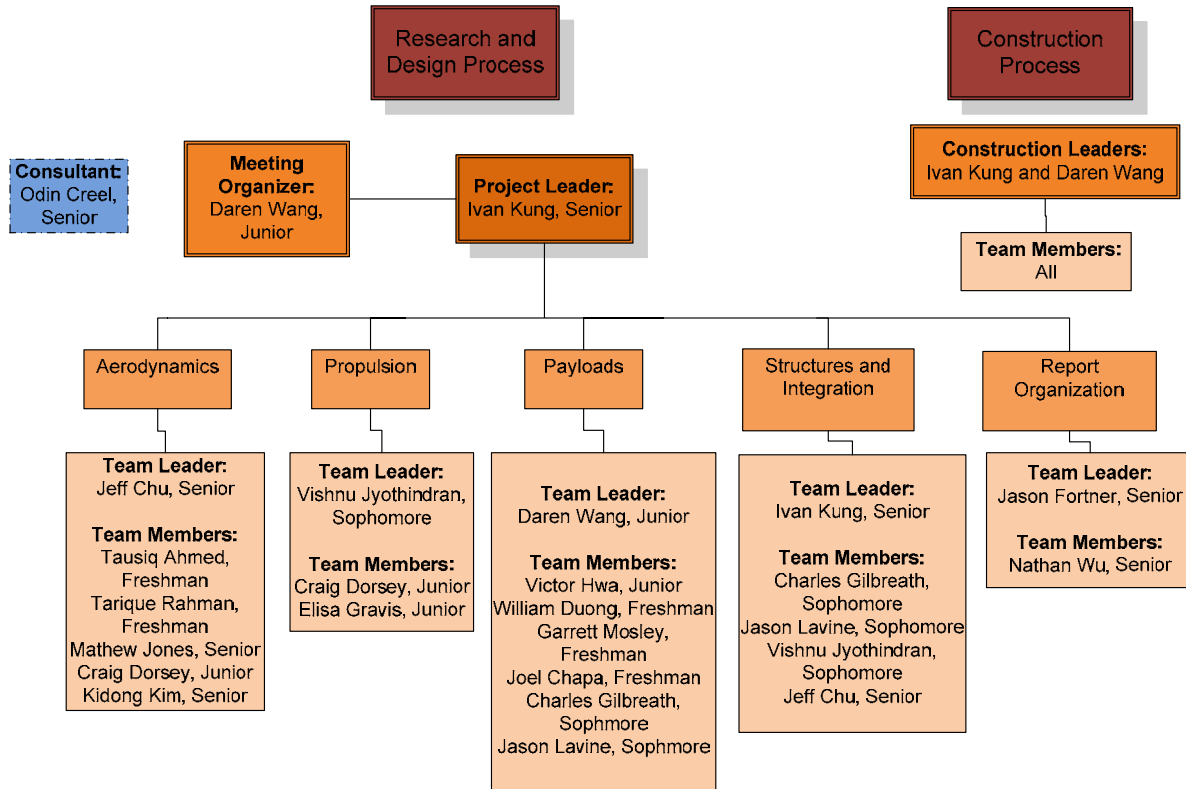 Research and
Design Process
Construction
Process
Consultant:
Odin Creel,
Senior
Meeting
Organizer:
Daren Wang,
Junior
Project Leader:
Ivan Kung, Senior
Construction Leaders:
Ivan Kung and Daren Wang
Team Members:
All
Aerodynamics
Propulsion
Payloads
Structures and
Integration
Report
Organization
Team Leader:
Jeff Chu, Senior
Team Members:
Tausiq Ahmed,
Freshman
Tarique Rahman,
Freshman
Mathew Jones, Senior
Craig Dorsey, Junior
Kidong Kim, Senior
Team Leader:
Vishnu Jyothindran,
Sophomore
Team Members:
Craig Dorsey, Junior
Elisa Gravis, Junior
Team Leader:
Daren Wang, Junior
Team Members:
Victor Hwa, Junior
William Duong, Freshman
Garrett Mosley,
Freshman
Joel Chapa, Freshman
Charles Gilbreath,
Sophmore
Jason Lavine, Sophmore
Team Leader:
Ivan Kung, Senior
Team Members:
Charles Gilbreath,
Sophomore
Jason Lavine, Sophomore
Vishnu Jyothindran,
Sophomore
Jeff Chu, Senior
Team Leader:
Jason Fortner, Senior
Team Members:
Nathan Wu, Senior